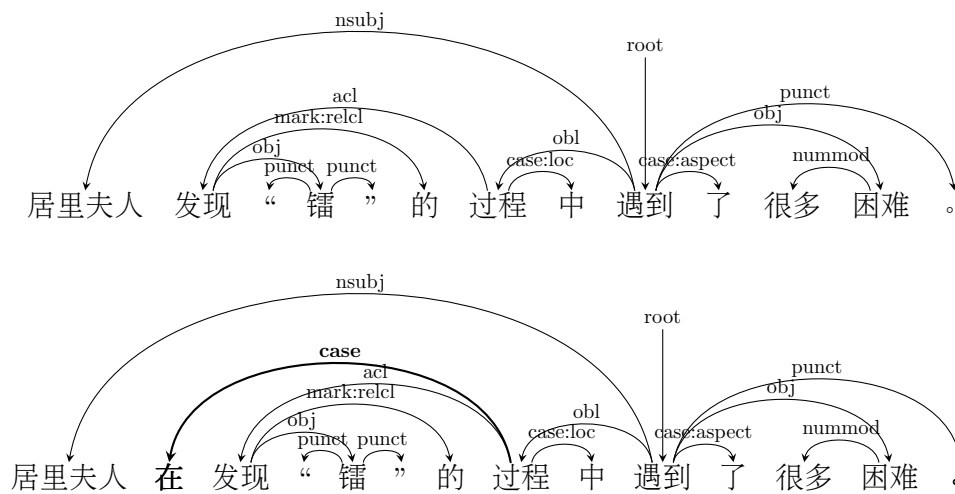 nsubj
root
acl
punct
mark:relcl
obj
obj
obl
punct punct
case:loc
case:aspect
nummod
居里夫人 发现 “ 镭 ” 的 过程 中 遇到 了 很多 困难 。
nsubj
root
case
acl
punct
mark:relcl
obj
obj
obl
punct punct
case:loc
case:aspect
nummod
居里夫人 在 发现 “ 镭 ” 的 过程 中 遇到 了 很多 困难 。